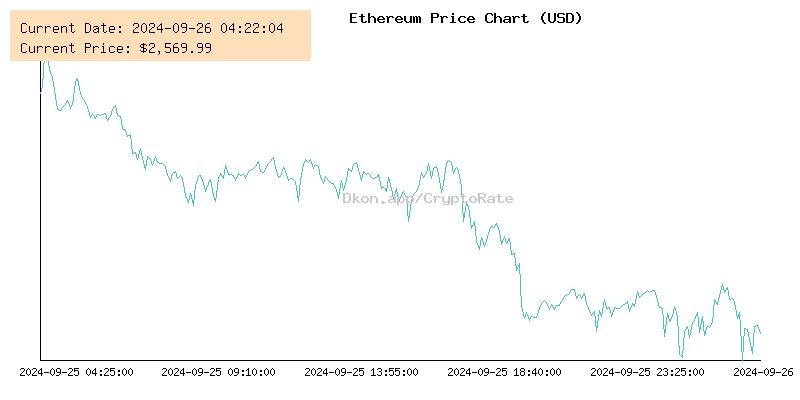 Ethereum Price Chart (USD)
Current Date: 2024-09-26 04:22:04
Current Price: $2,569.99
Dkon.app/CryptoRate
2024-09-25 04:25:00 2024-09-25 09:10:00 2024-09-25 13:55:00 2024-09-25 18:40:00 2024-09-25 23:25:00 2024-09-26